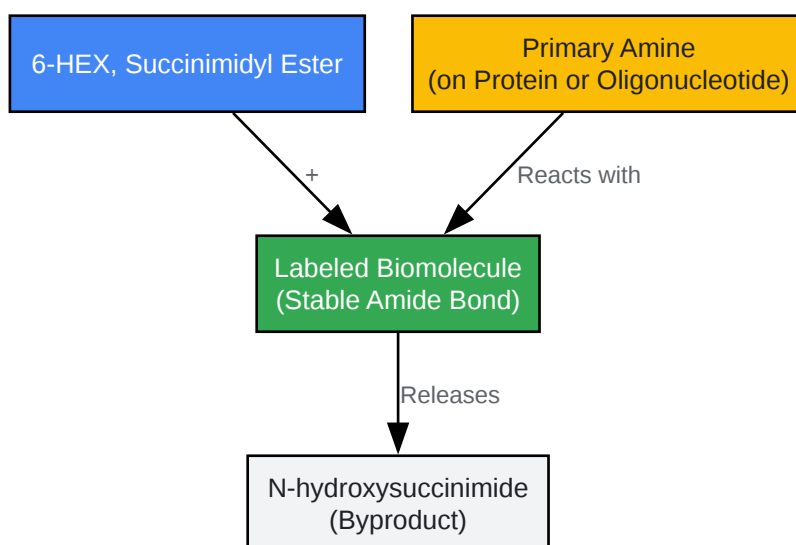 6-HEX, Succinimidyl Ester
Primary Amine
(on Protein or Oligonucleotide)
+
Reacts with
Labeled Biomolecule
(Stable Amide Bond)
Releases
N-hydroxysuccinimide
(Byproduct)